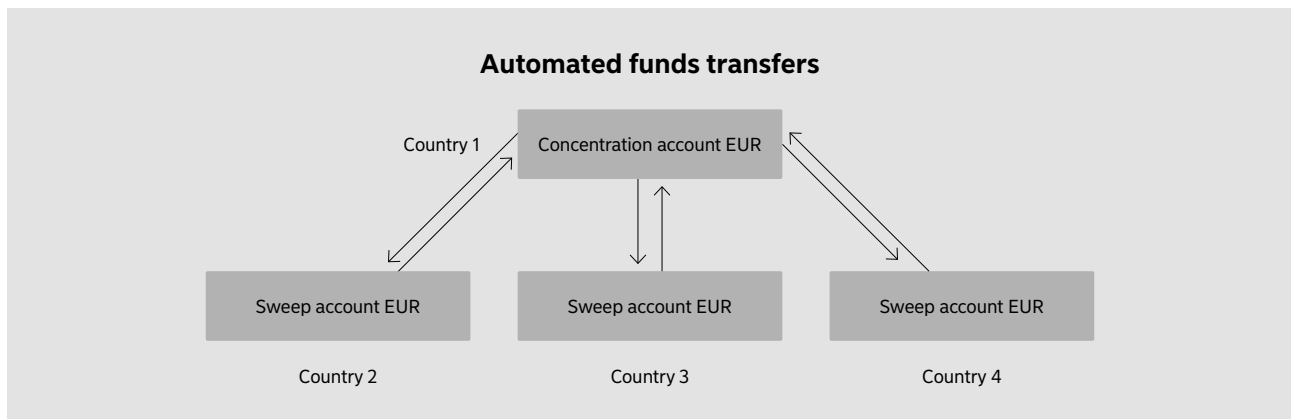 Automated funds transfers
Country 1
Concentration account EUR
Sweep account EUR
Sweep account EUR
Sweep account EUR
Country 2
Country 3
Country 4